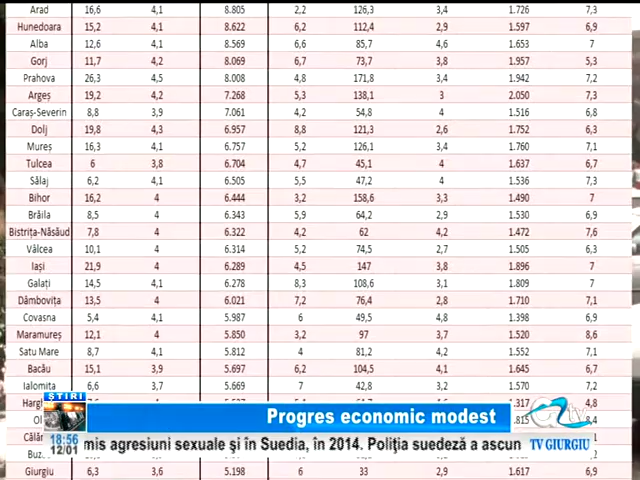 Arad 16,6 4,1 8.805 2,2 126,3 3,4 1.726 7,3
Hunedoara 15,2 4,1 8.622 6,2 112,4 2,9 1.597 6,9
Alba 12,6 4,1 8.569 6,6 85,7 4,6 1.653 7
Gorj 11,7 4,2 8.069 6,7 73,7 3,8 1.957 5,3
Prahova 26,3 4,5 8.008 4,8 171,8 3,4 1.942 7,2
Argeș 19,2 4,2 7.268 5,3 138,1 3 2.050 7,3
Caraș-Severin 8,8 3,9 7.061 4,2 54,8 4 1.516 6,8
Dolj 19,8 4,3 6.957 8,8 121,3 2,6 1.752 6,3
Mureș 16,3 4,1 6.757 5,2 126,1 3,4 1.760 7,1
Tulcea 6 3,8 6.704 4,7 45,1 4 1.637 6,7
Sălaj 6,2 4,1 6.505 5,5 47,2 4 1.536 7,3
Bihor 16,2 4 6.444 3,2 158,6 3,3 1.490 7
Brăila 8,5 4 6.343 5,9 64,2 2,9 1.530 6,9
Bistrița-Năsăud 7,8 4 6.322 4,2 62 4,2 1.472 7,6
Vâlcea 10,1 4 6.314 5,2 74,5 2,7 1.505 6,3
Iași 21,9 4 6.289 4,5 147 3,8 1.896 7
Galați 14,5 4,1 6.278 8,3 108,6 3,1 1.809 7
Dâmbovița 13,5 4 6.021 7,2 76,4 2,8 1.710 7,1
Covasna 5,4 4,1 5.987 6 49,5 4,8 1.398 6,9
Maramureș 12,1 4 5.850 3,2 97 3,7 1.520 8,6
Satu Mare 8,7 4,1 5.812 4 81,2 4,2 1.552 7,1
Bacău 15,1 3,9 5.697 6,2 104,5 4,1 1.645 6,7
Ialomița 6,6 3,7 5.669 7 42,8 3,2 1.570 7,2
Harg 1.317 4,8
ȘTIRI
Progres economic modest
Ol .815 8,4
18:56
12/01
mis agresiuni sexuale şi în Suedia, în 2014. Poliţia suedeză a ascun
TV GIURGIU
Giurgiu 6,3 3,6 5.198 6 33 2,9 1.617 6,9